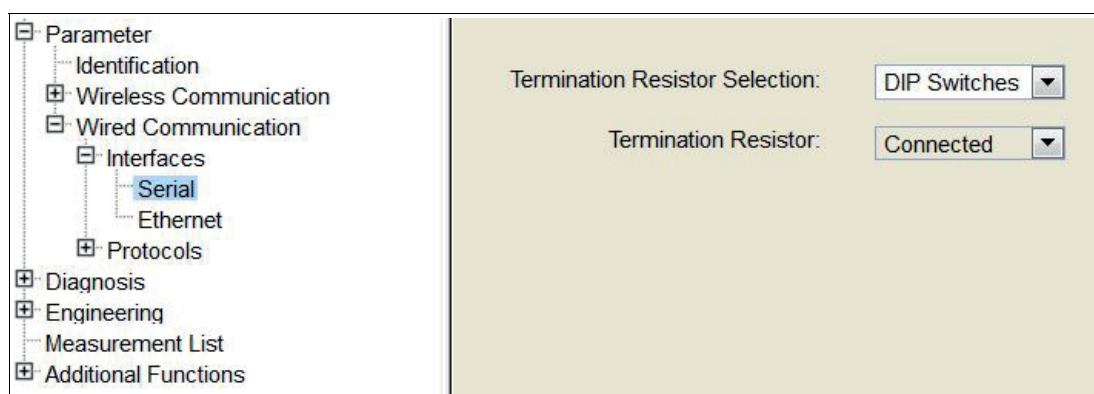 Parameter
Identification
Wireless Communication
Wired Communication
Interfaces
Serial
Ethernet
Protocols
Diagnosis
Engineering
Measurement List
Additional Functions
Termination Resistor Selection: DIP Switches
Termination Resistor: Connected